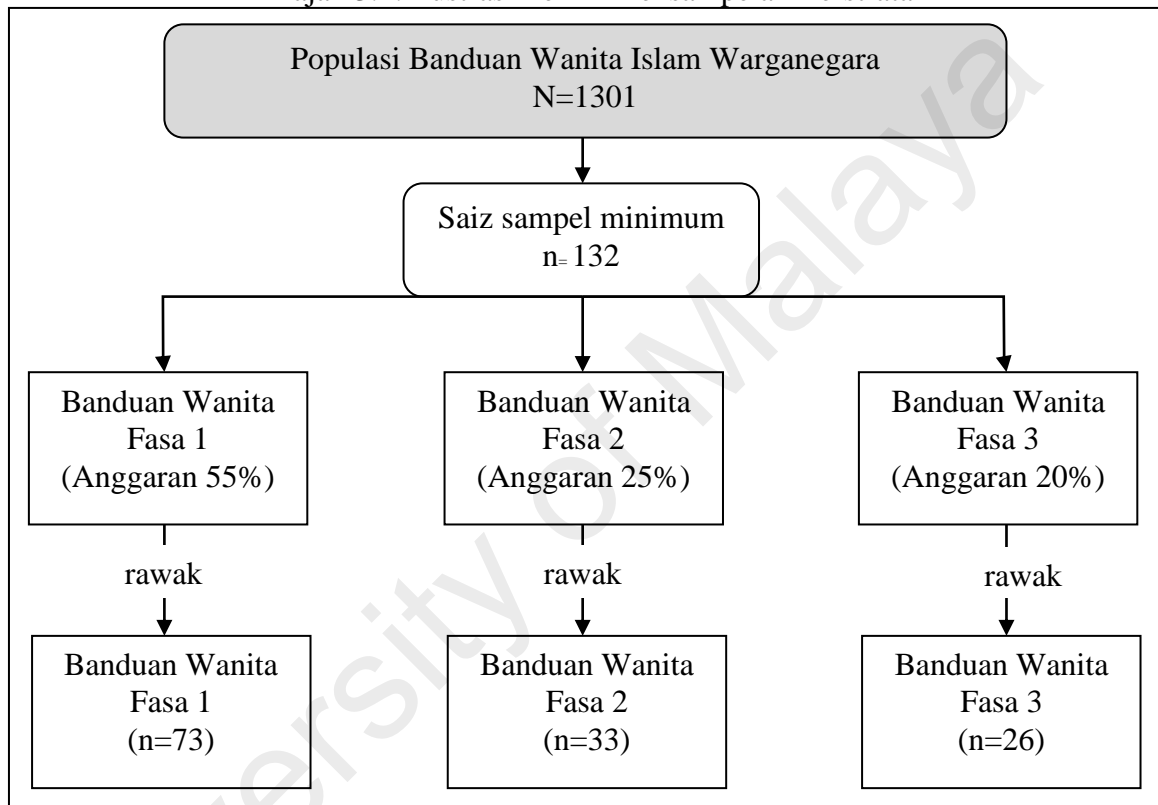 Populasi Banduan Wanita Islam Warganegara
N=1301
Saiz sampel minimum
n= 132
Banduan Wanita
Fasa 1
(Anggaran 55%)
Banduan Wanita
Fasa 2
(Anggaran 25%)
Banduan Wanita
Fasa 3
(Anggaran 20%)
rawak
rawak
rawak
Banduan Wanita
Fasa 1
(n=73)
Banduan Wanita
Fasa 2
(n=33)
Banduan Wanita
Fasa 3
(n=26)
of Malaya